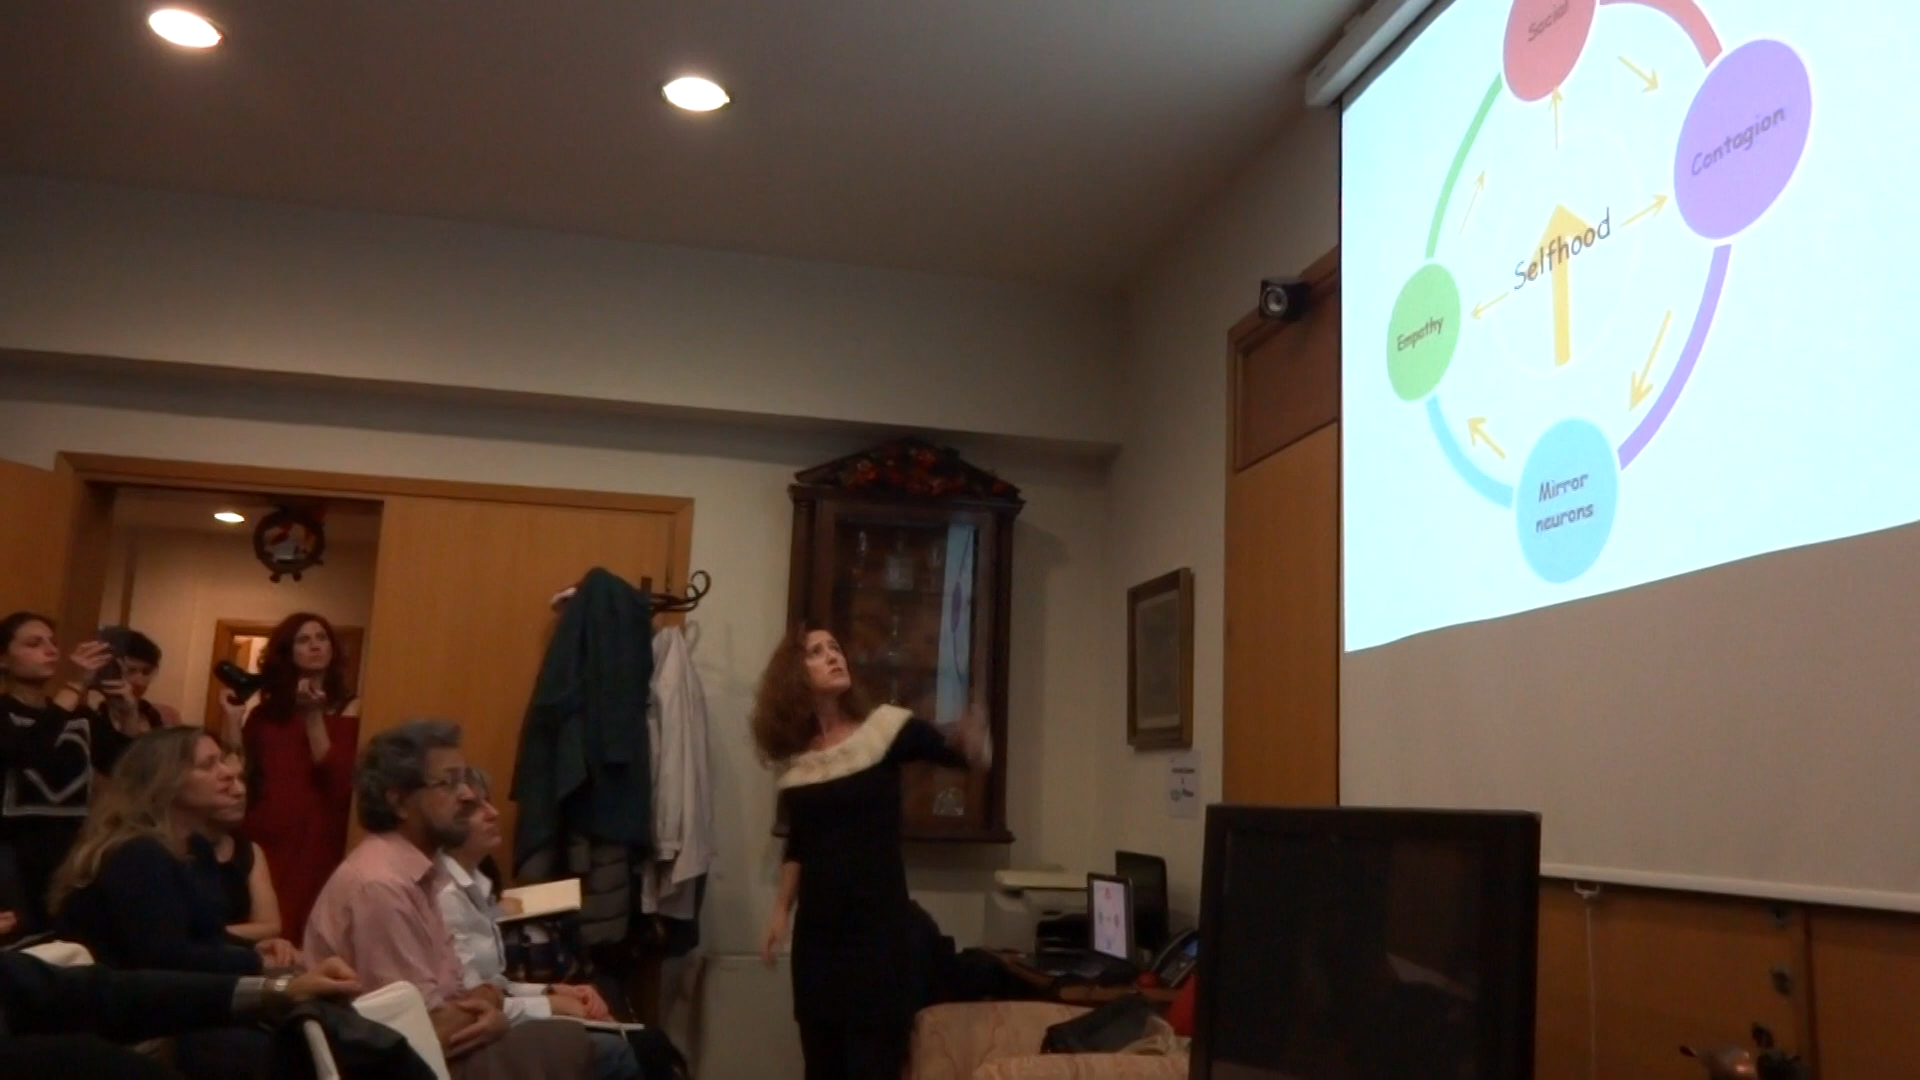 Social
Contagion
Selfhood
Empathy
Mirror
neurons